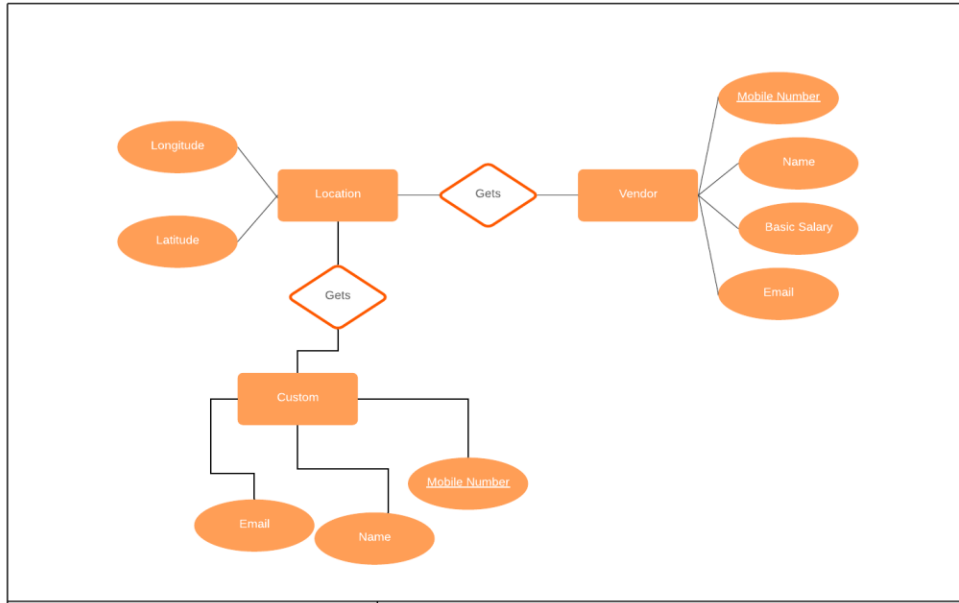 Mobile Number
Longitude
Name
Location
Gets
Vendor
Basic Salary
Latitude
Email
Gets
Custom
Mobile Number
Email
Name